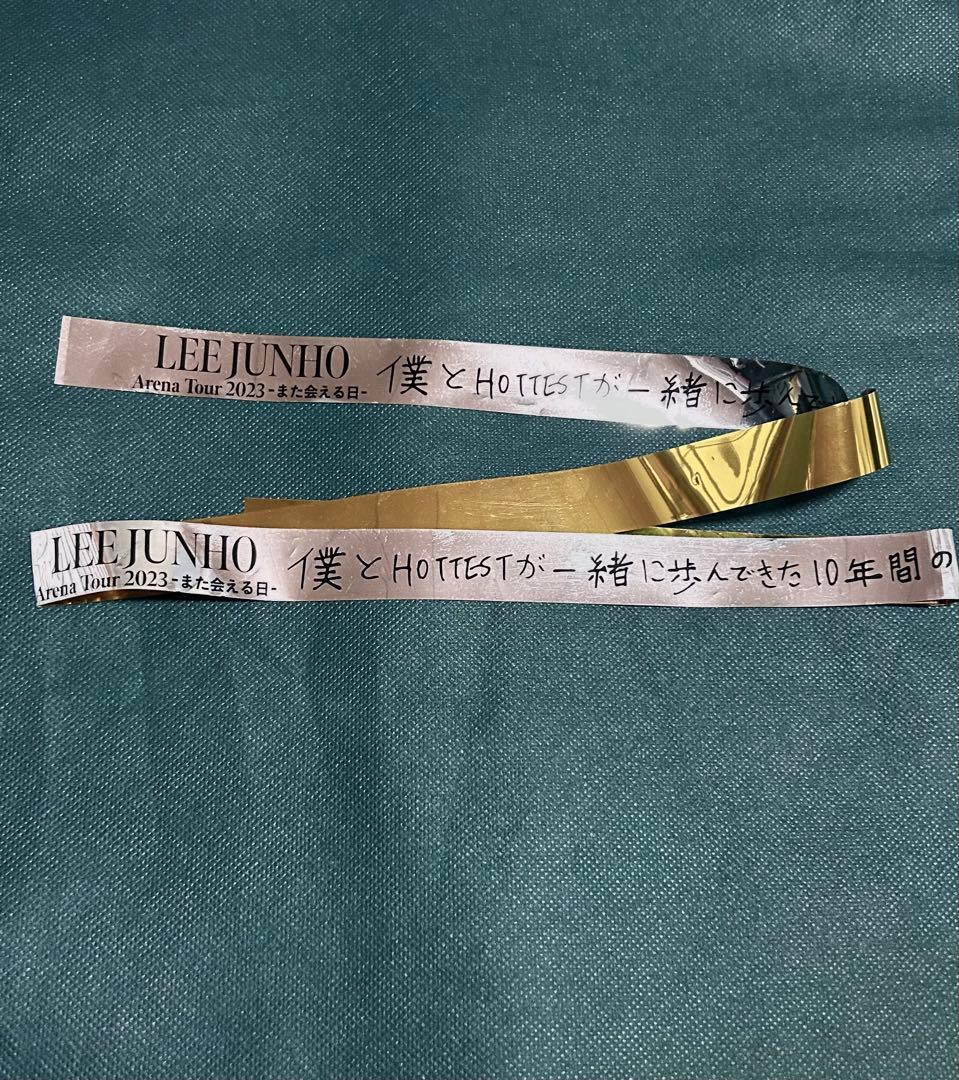 LEE JUNHO
Arena Tour 2023 -また会える日-
僕とHOTTESTが一緒に歩んで
LEE JUNHO
Arena Tour 2023 -また会える日-
僕とHOTTESTが一緒に歩んできた10年間の